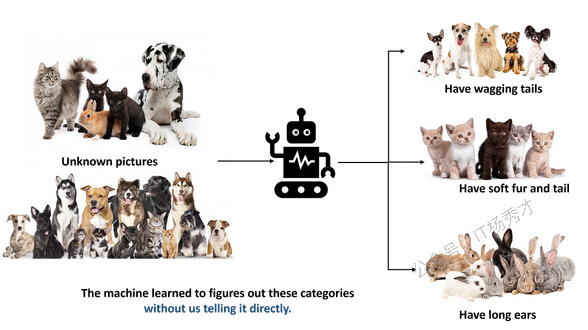 Have wagging tails
Unknown pictures
Have soft fur and tail
公众号:IT杨秀才
The machine learned to figures out these categories
without us telling it directly.
Have long ears